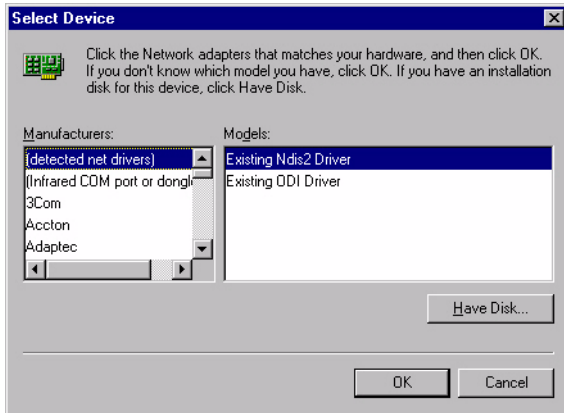 Select Device
Click the Network adapters that matches your hardware, and then click OK.
If you don't know which model you have, click OK. If you have an installation
disk for this device, click Have Disk.
Manufacturers:
(detected net drivers)
(Infrared COM port or dongl
3Com
Accton
Adaptec
Models:
Existing Ndis2 Driver
Existing ODI Driver
Have Disk...
OK
Cancel